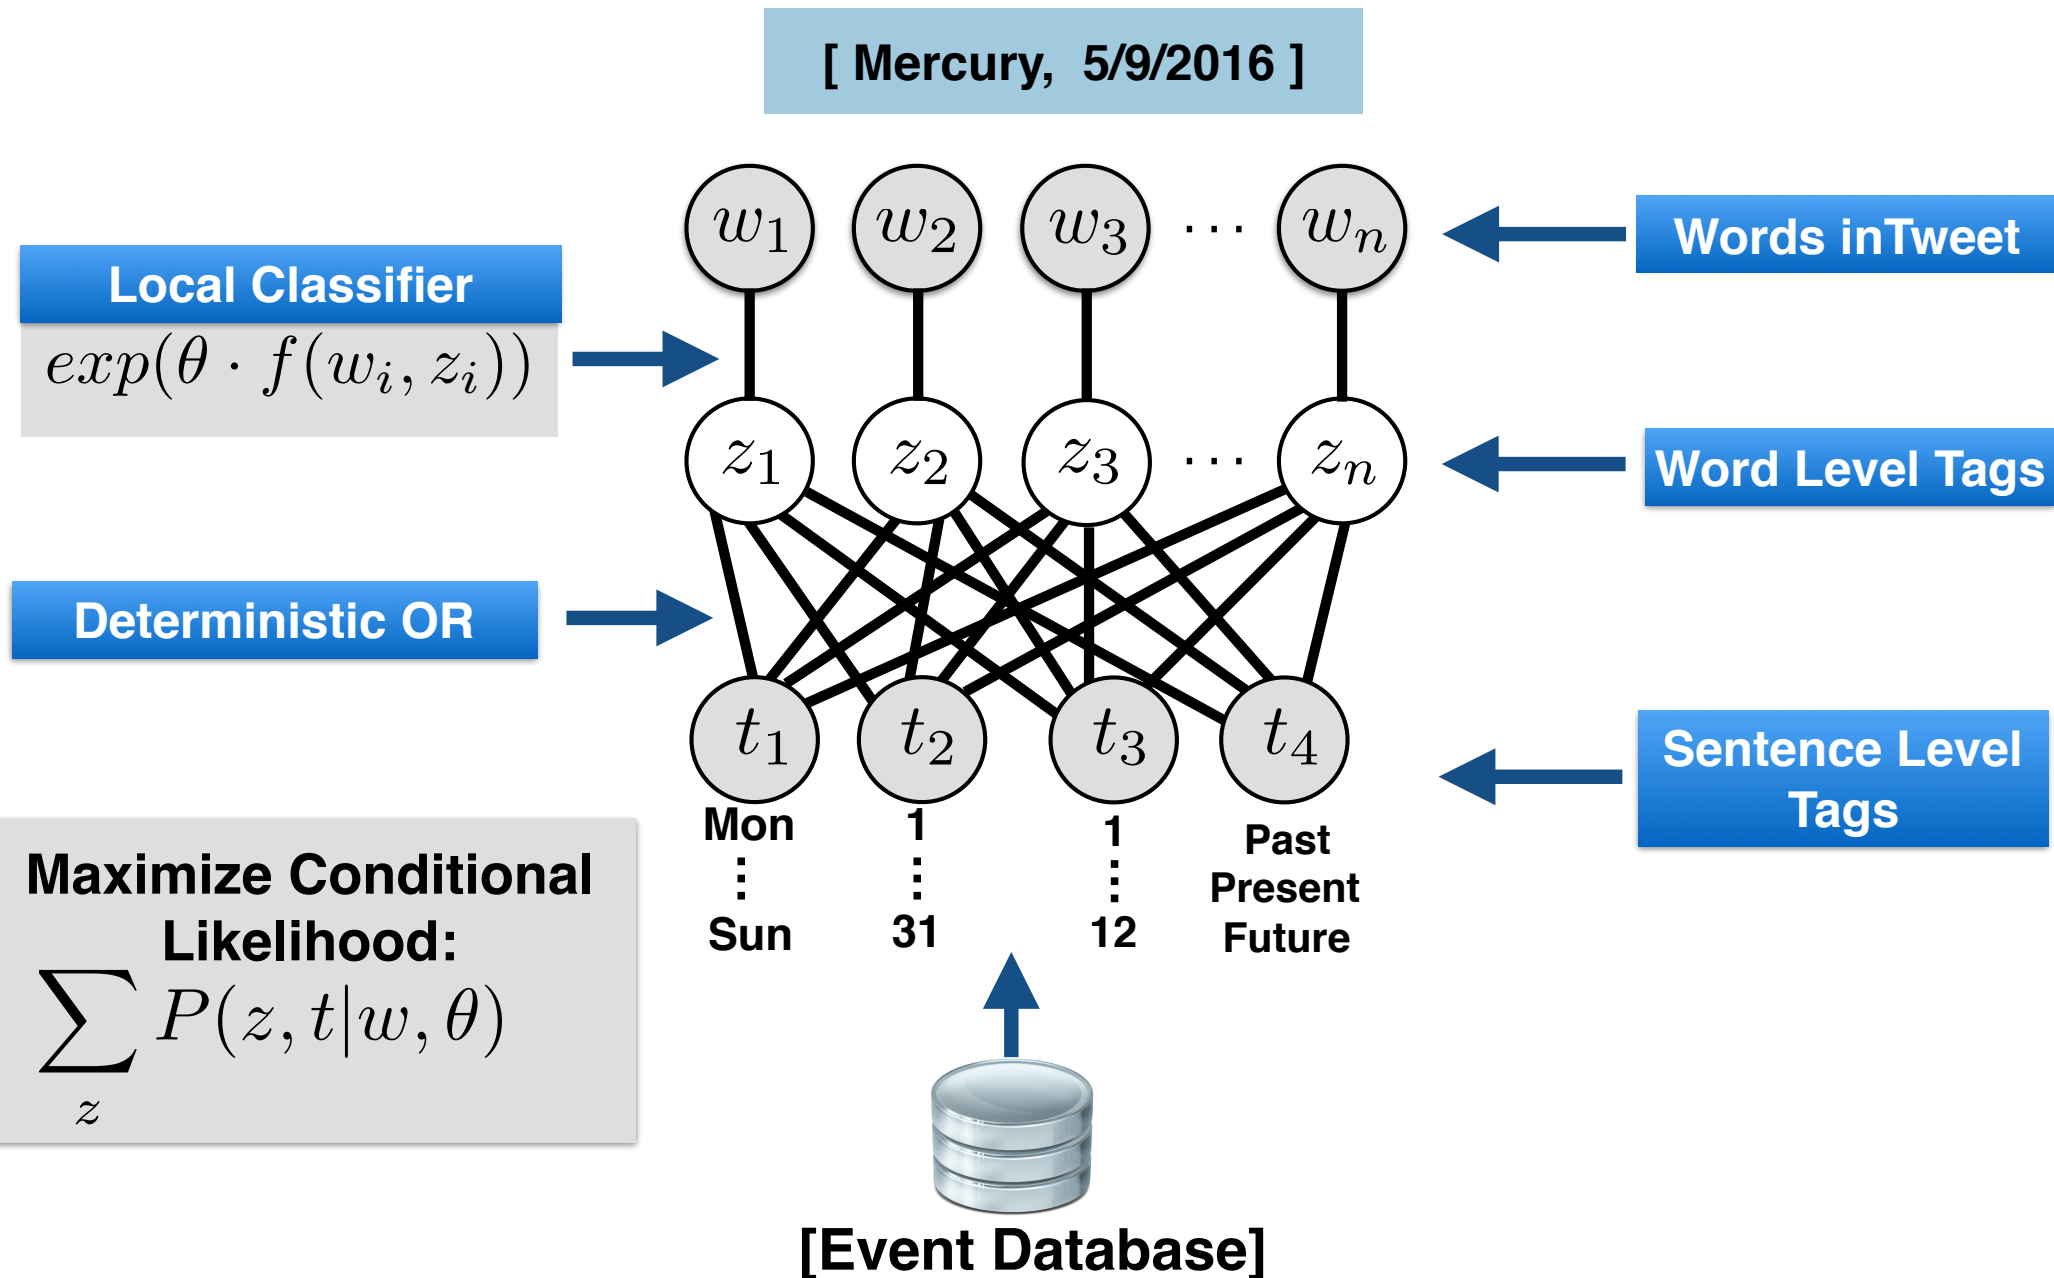 [ Mercury,  5/9/2016 ]
w₁ w₂ w₃ ··· wₙ
Words inTweet
Local Classifier
exp(θ · f(wᵢ, zᵢ))
z₁ z₂ z₃ ··· zₙ
Word Level Tags
Deterministic OR
t₁ t₂ t₃ t₄
Sentence Level
Tags
Mon
⋮
Sun
1
⋮
31
1
⋮
12
Past
Present
Future
Maximize Conditional
Likelihood:
∑ P(z, t|w, θ)
z
[Event Database]